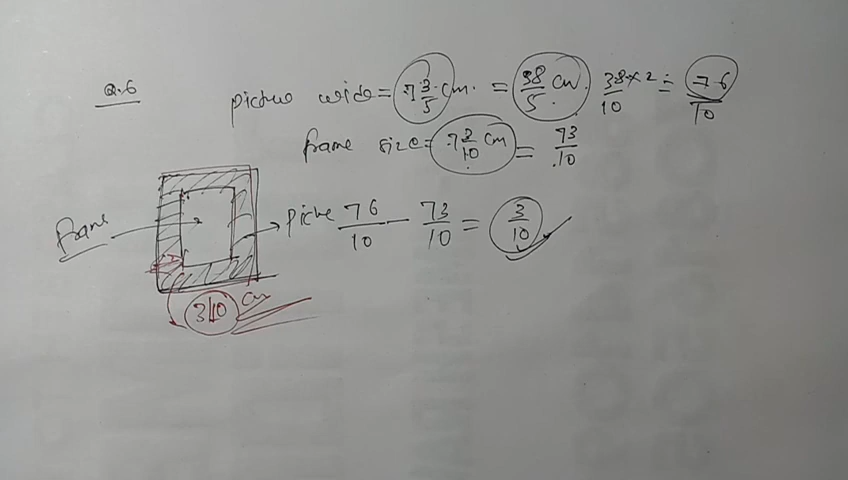 Q.6
picture wide = 7 3/5 cm. = 38/5 cm. 38×2/10 = 76/10
frame size = 7 3/10 cm = 73/10
frame
picture 76/10 - 73/10 = 3/10
3/10 cm